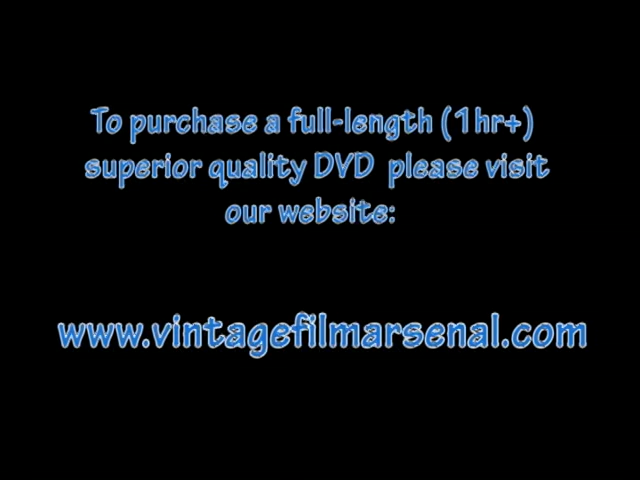 To purchase a full-length (1hr+)
superior quality DVD please visit
our website:
www.vintagefilmarsenal.com